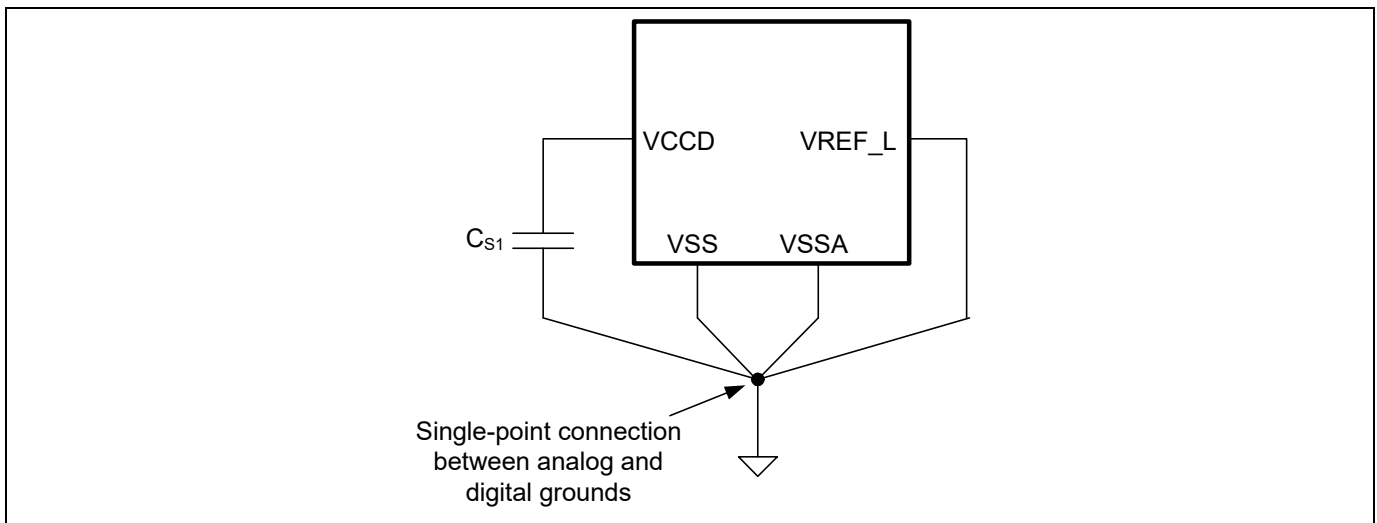 VCCD
VREF_L
CS1
VSS
VSSA
Single-point connection
between analog and
digital grounds